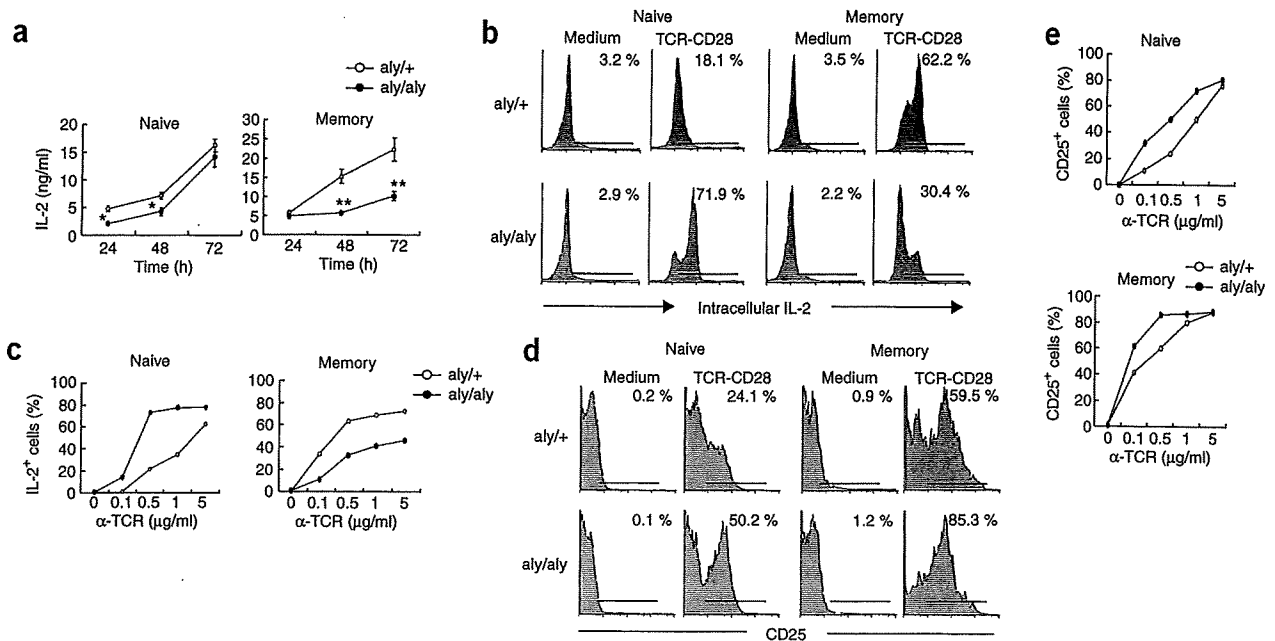 a
aly/+
aly/aly
Naive
Memory
20
15
10
5
0
30
25
20
15
10
5
0
IL-2 (ng/ml)
*
*
**
**
24 48 72
24 48 72
Time (h)
Time (h)
b
Naive
Memory
Medium TCR-CD28
Medium TCR-CD28
aly/+
3.2 %
18.1 %
3.5 %
62.2 %
aly/aly
2.9 %
71.9 %
2.2 %
30.4 %
Intracellular IL-2
c
Naive
Memory
aly/+
aly/aly
100
80
60
40
20
0
100
80
60
40
20
0
IL-2+ cells (%)
0 0.1 0.5 1 5
0 0.1 0.5 1 5
α-TCR (μg/ml)
α-TCR (μg/ml)
d
Naive
Memory
Medium TCR-CD28
Medium TCR-CD28
aly/+
0.2 %
24.1 %
0.9 %
59.5 %
aly/aly
0.1 %
50.2 %
1.2 %
85.3 %
CD25
e
Naive
100
80
60
40
20
0
CD25+ cells (%)
0 0.1 0.5 1 5
α-TCR (μg/ml)
aly/+
Memory
aly/aly
100
80
60
40
20
0
CD25+ cells (%)
0 0.1 0.5 1 5
α-TCR (μg/ml)